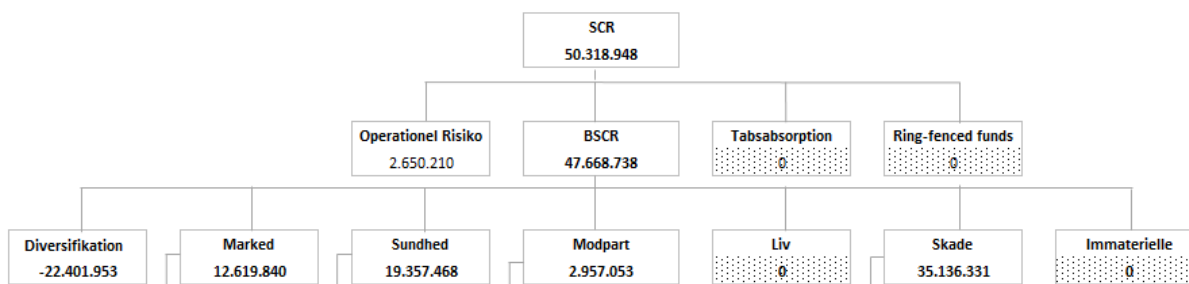 SCR
50.318.948
Operationel Risiko
2.650.210
BSCR
47.668.738
Tabsabsorption
0
Ring-fenced funds
0
Diversifikation
-22.401.953
Marked
12.619.840
Sundhed
19.357.468
Modpart
2.957.053
Liv
0
Skade
35.136.331
Immaterielle
0